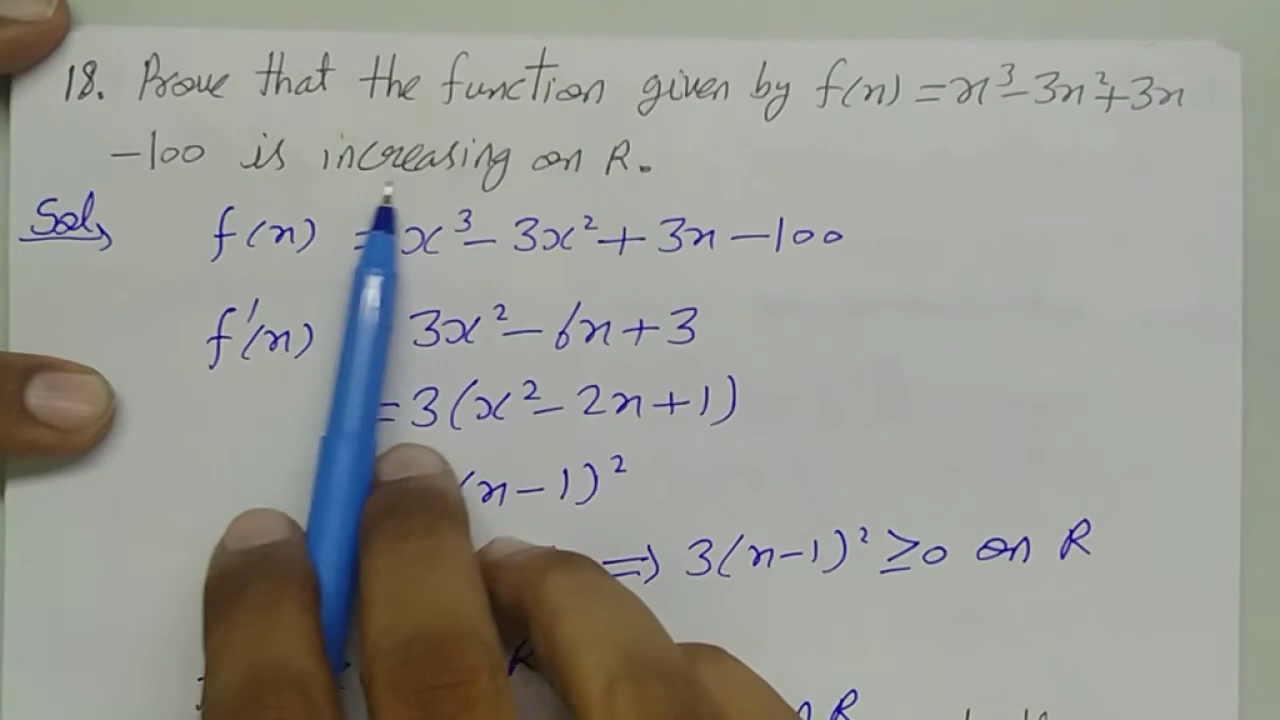 18. Prove that the function given by f(x) = x³ - 3x² + 3x
- 100 is increasing on R.
Sol, f(x) = x³ - 3x² + 3x - 100
f'(x) 3x² - 6x + 3
= 3(x² - 2x + 1)
(x - 1)²
⇒ 3(x - 1)² ≥ 0 on R
R
R